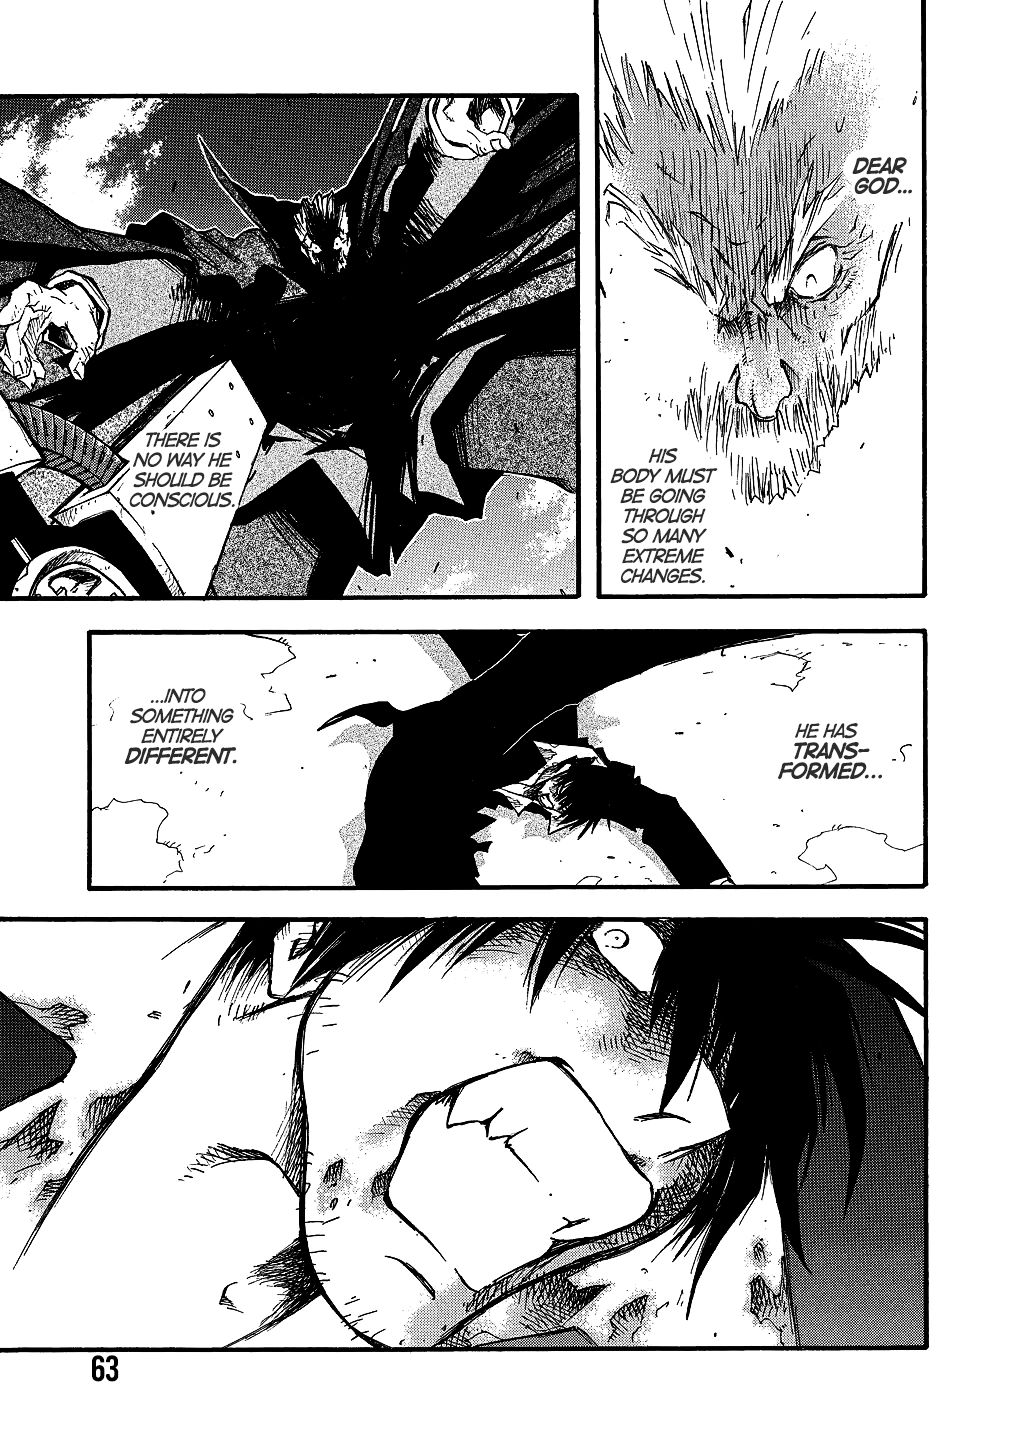 DEAR
GOD...
HIS
BODY MUST
BE GOING
THROUGH
SO MANY
EXTREME
CHANGES.
THERE IS
NO WAY HE
SHOULD BE
CONSCIOUS.
HE HAS
TRANS-
FORMED...
...INTO
SOMETHING
ENTIRELY
DIFFERENT.
63